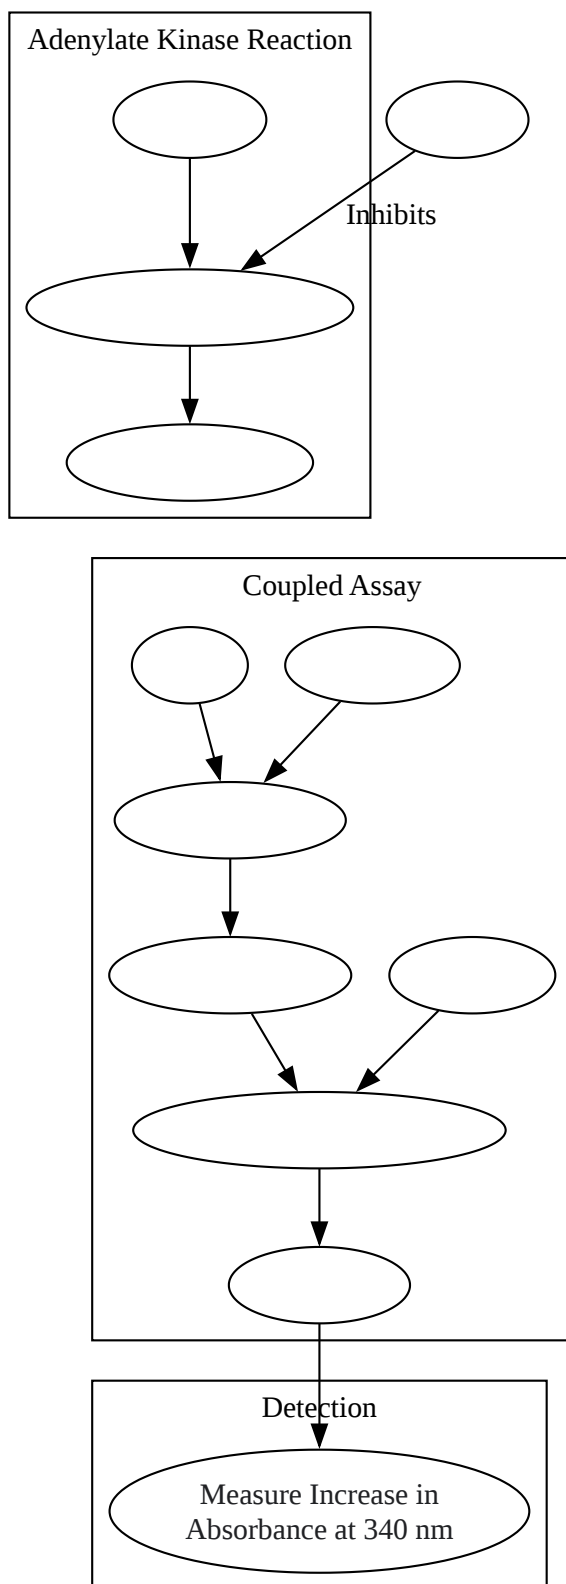 Adenylate Kinase Reaction
Inhibits
Coupled Assay
Detection
Measure Increase in
Absorbance at 340 nm